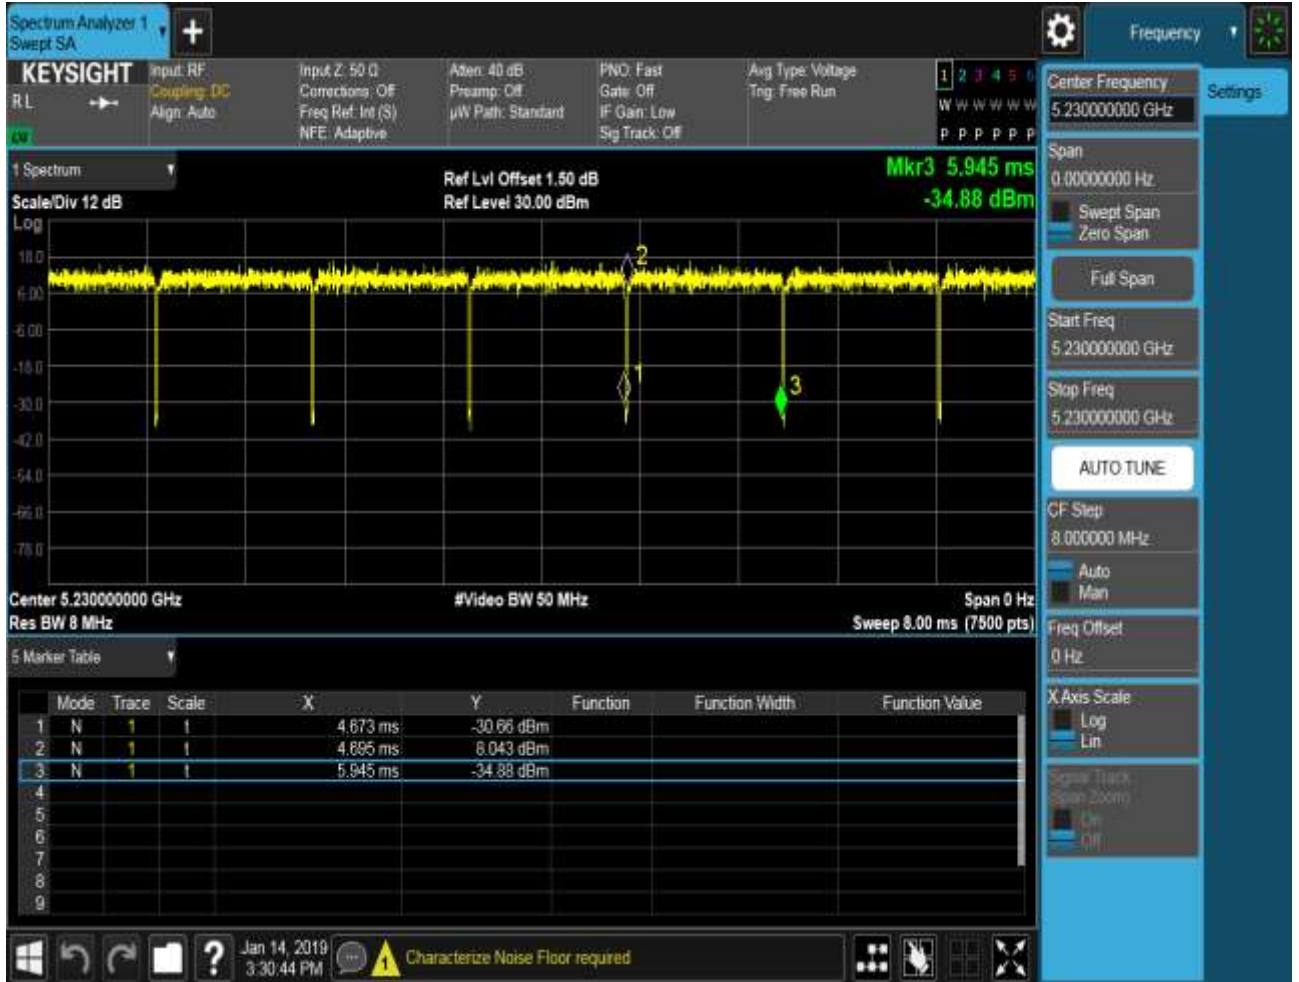 Spectrum Analyzer 1
Swept SA
+
Frequency
KEYSIGHT
R L
Input: RF
Coupling: DC
Align: Auto
Input Z: 50 Ω
Corrections: Off
Freq Ref: Int (S)
NFE: Adaptive
Atten: 40 dB
Preamp: Off
µW Path: Standard
PNO: Fast
Gate: Off
IF Gain: Low
Sig Track: Off
Avg Type: Voltage
Trig: Free Run
1 2 3 4 5 6
W W W W W W
P P P P P P
1 Spectrum
Scale/Div 12 dB
Ref Lvl Offset 1.50 dB
Ref Level 30.00 dBm
Mkr3 5.945 ms
-34.88 dBm
Log
18.0
6.00
-6.00
-18.0
-30.0
-42.0
-54.0
-66.0
-78.0
2
1
3
Center 5.230000000 GHz
#Video BW 50 MHz
Span 0 Hz
Res BW 8 MHz
Sweep 8.00 ms (7500 pts)
5 Marker Table
Mode Trace Scale X Y Function Function Width Function Value
1 N 1 t 4.673 ms -30.66 dBm
2 N 1 t 4.695 ms 8.043 dBm
3 N 1 t 5.945 ms -34.88 dBm
4
5
6
7
8
9
Jan 14, 2019
3:30:44 PM
?
1
Characterize Noise Floor required
Center Frequency
5.230000000 GHz
Settings
Span
0.00000000 Hz
Swept Span
Zero Span
Full Span
Start Freq
5.230000000 GHz
Stop Freq
5.230000000 GHz
AUTO TUNE
CF Step
8.000000 MHz
Auto
Man
Freq Offset
0 Hz
X Axis Scale
Log
Lin
Signal Track
(Span Zoom)
On
Off